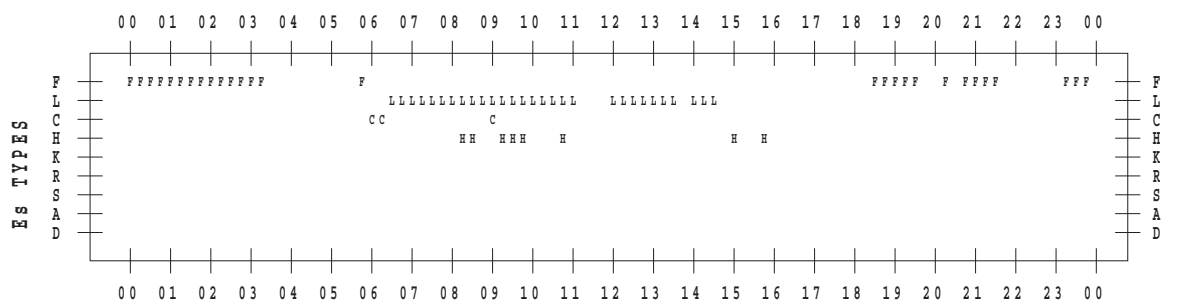 00 01 02 03 04 05 06 07 08 09 10 11 12 13 14 15 16 17 18 19 20 21 22 23 00
F FFFFFFFFFFFFFF F FFFFF F FFFF FFF F
L LLLLLLLLLLLLLLLLLLL LLLLLLL LLL L
C CC C C
H HH HHH H H H H
K K
R R
S S
A A
D D
Es TYPES
00 01 02 03 04 05 06 07 08 09 10 11 12 13 14 15 16 17 18 19 20 21 22 23 00